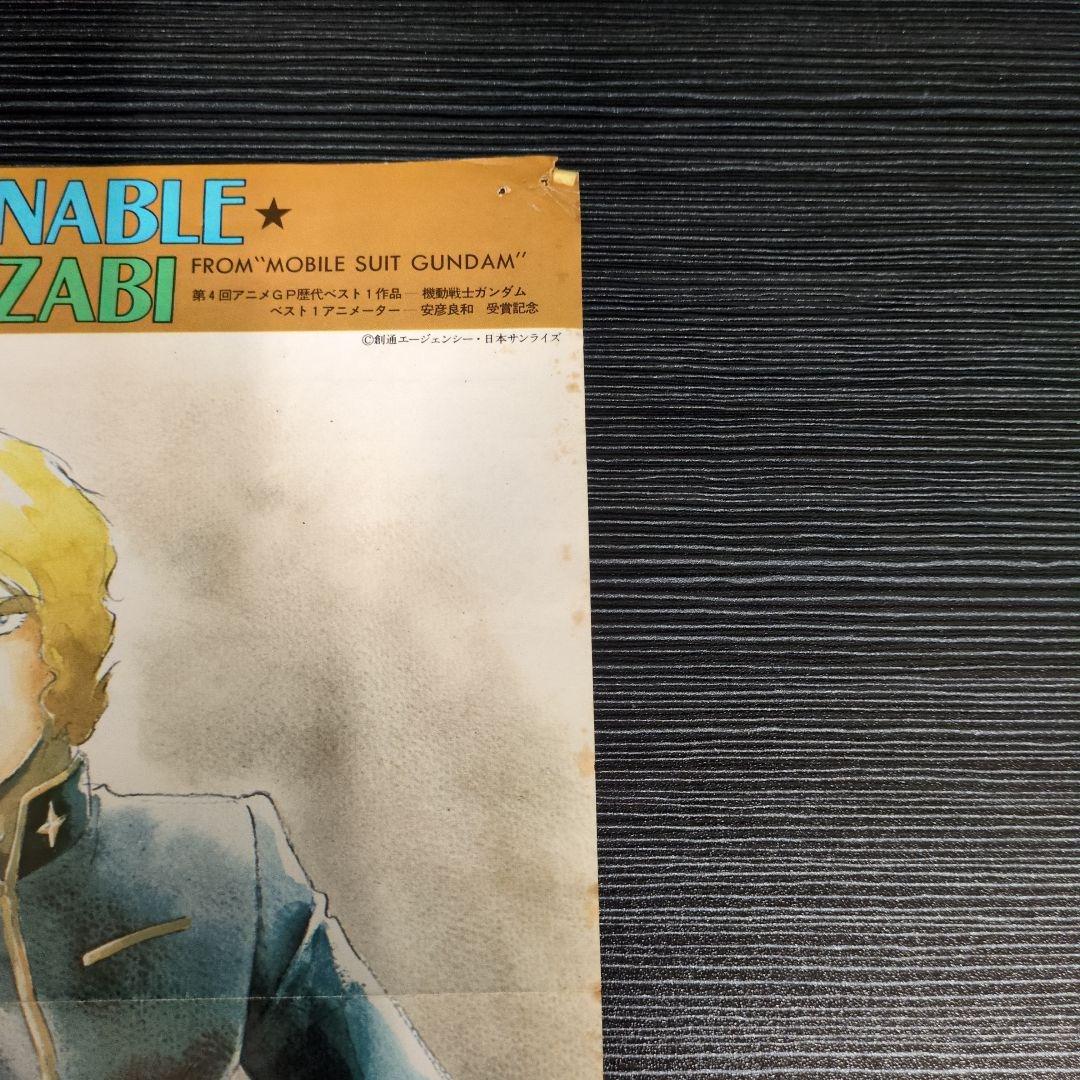 NABLE ★
ZABI
FROM "MOBILE SUIT GUNDAM"
第4回アニメGP歴代ベスト1作品―機動戦士ガンダム
ベスト1アニメーター―安彦良和 受賞記念
©創通エージェンシー・日本サンライズ